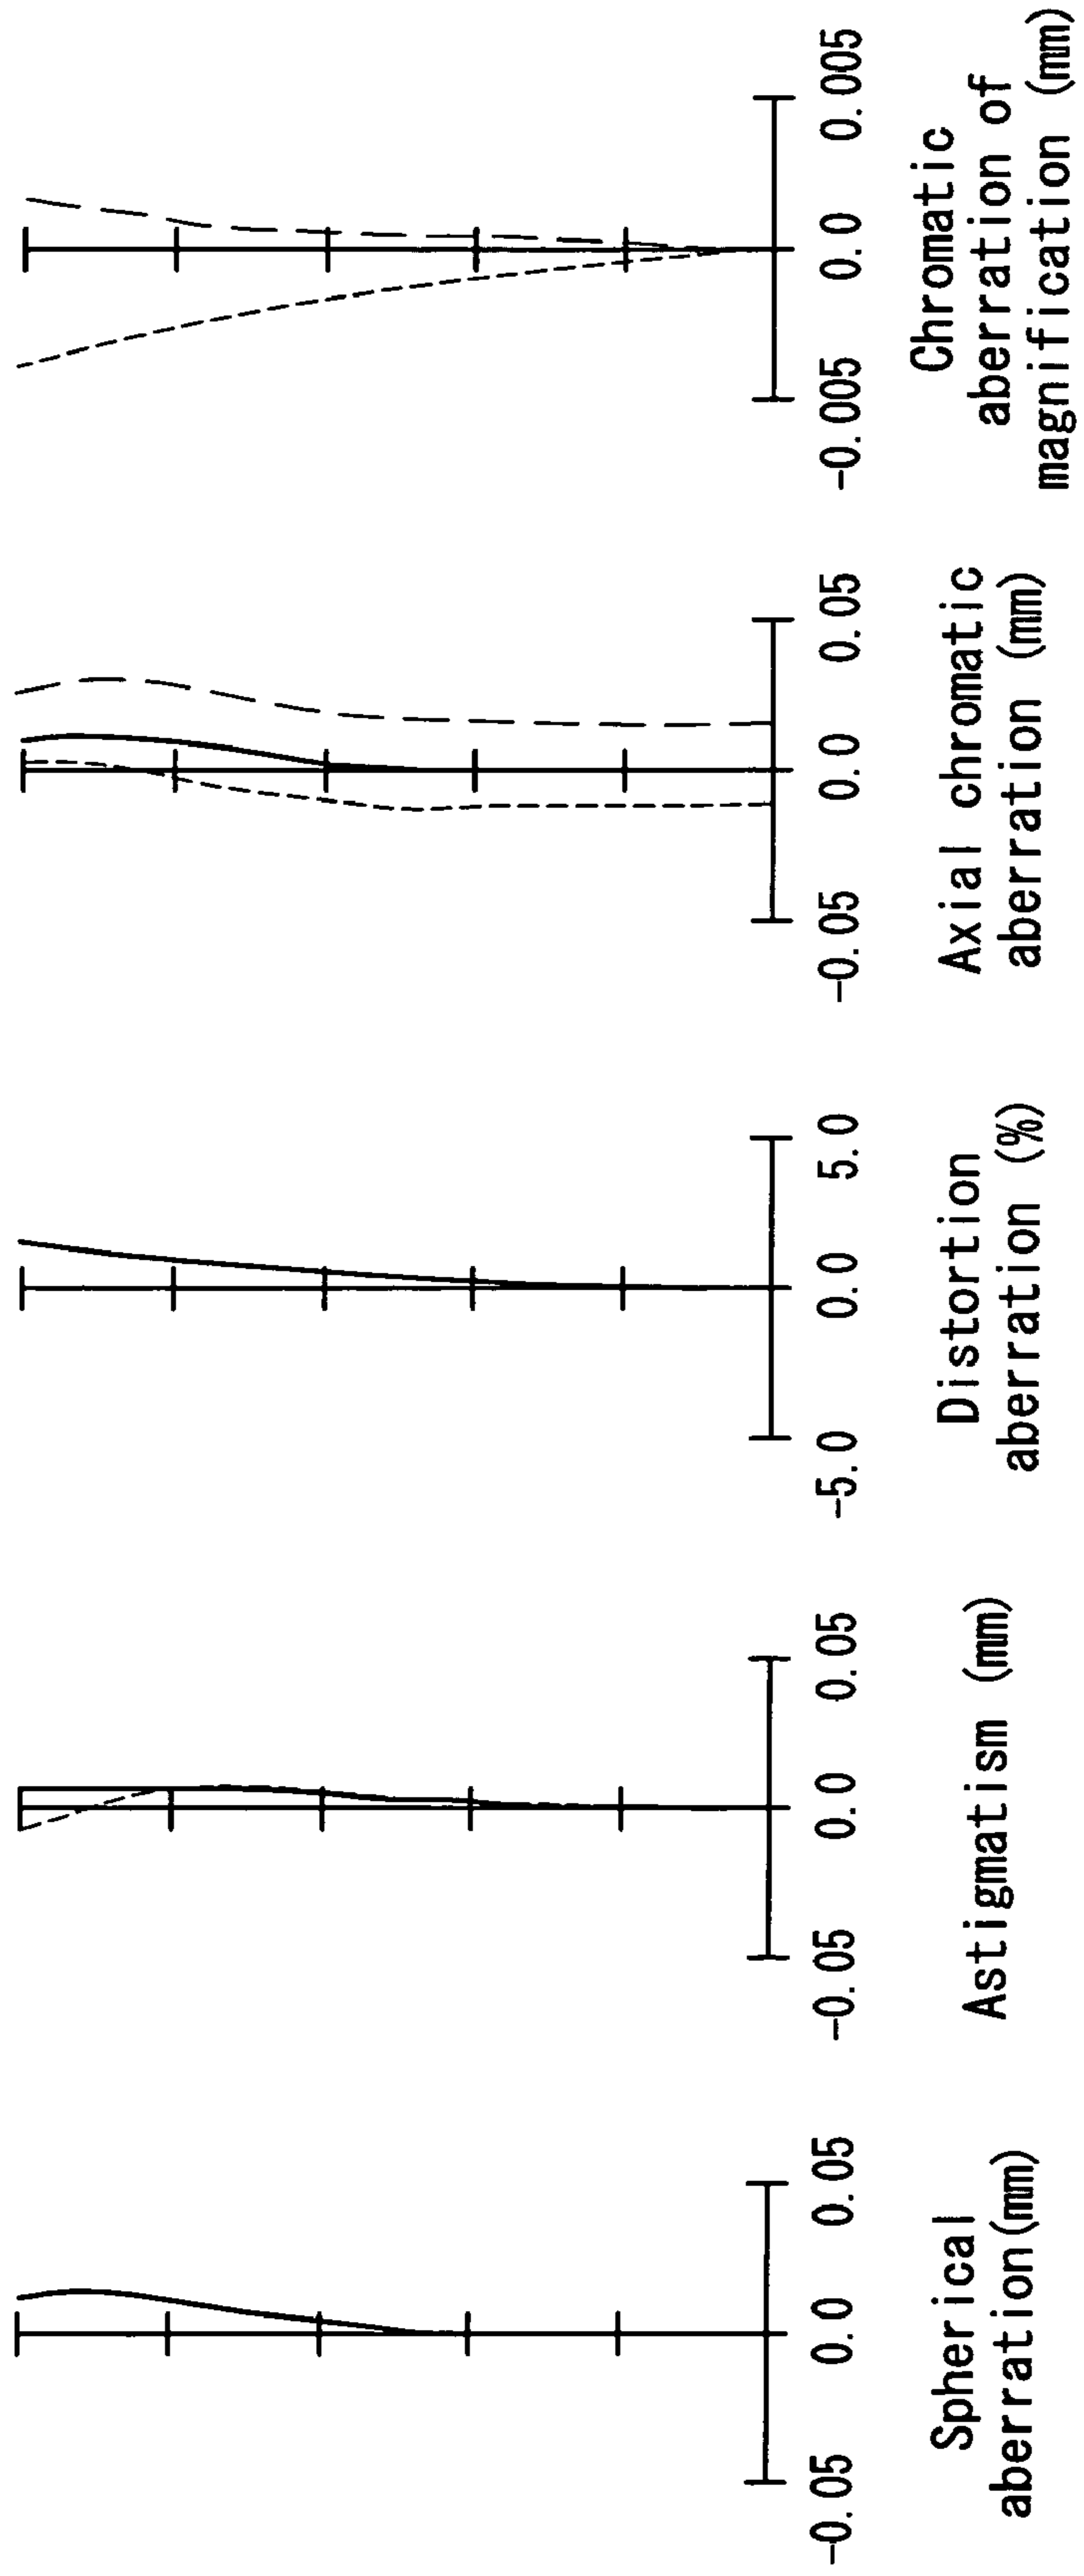 -0.05 0.0 0.05
Spherical
aberration(mm)
-0.05 0.0 0.05
Astigmatism (mm)
-5.0 0.0 5.0
Distortion
aberration (%)
-0.05 0.0 0.05
Axial chromatic
aberration (mm)
-0.005 0.0 0.005
Chromatic
aberration of
magnification (mm)